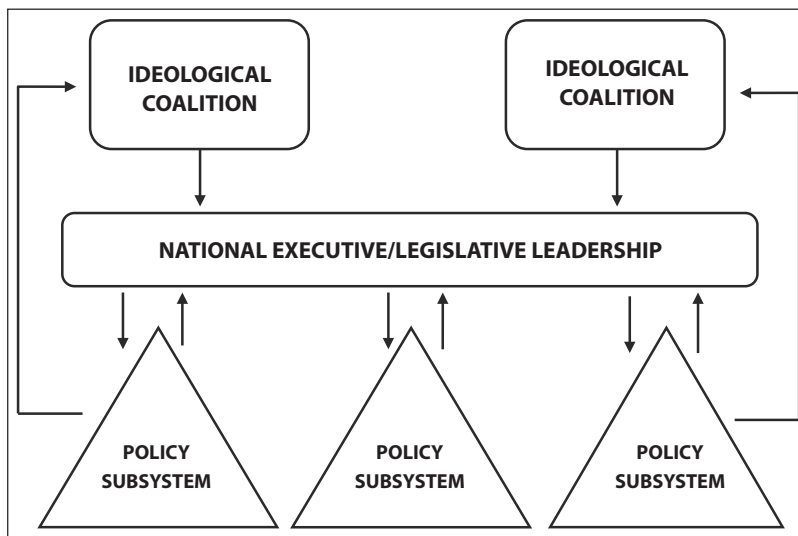 IDEOLOGICAL
COALITION
IDEOLOGICAL
COALITION
NATIONAL EXECUTIVE/LEGISLATIVE LEADERSHIP
POLICY
SUBSYSTEM
POLICY
SUBSYSTEM
POLICY
SUBSYSTEM